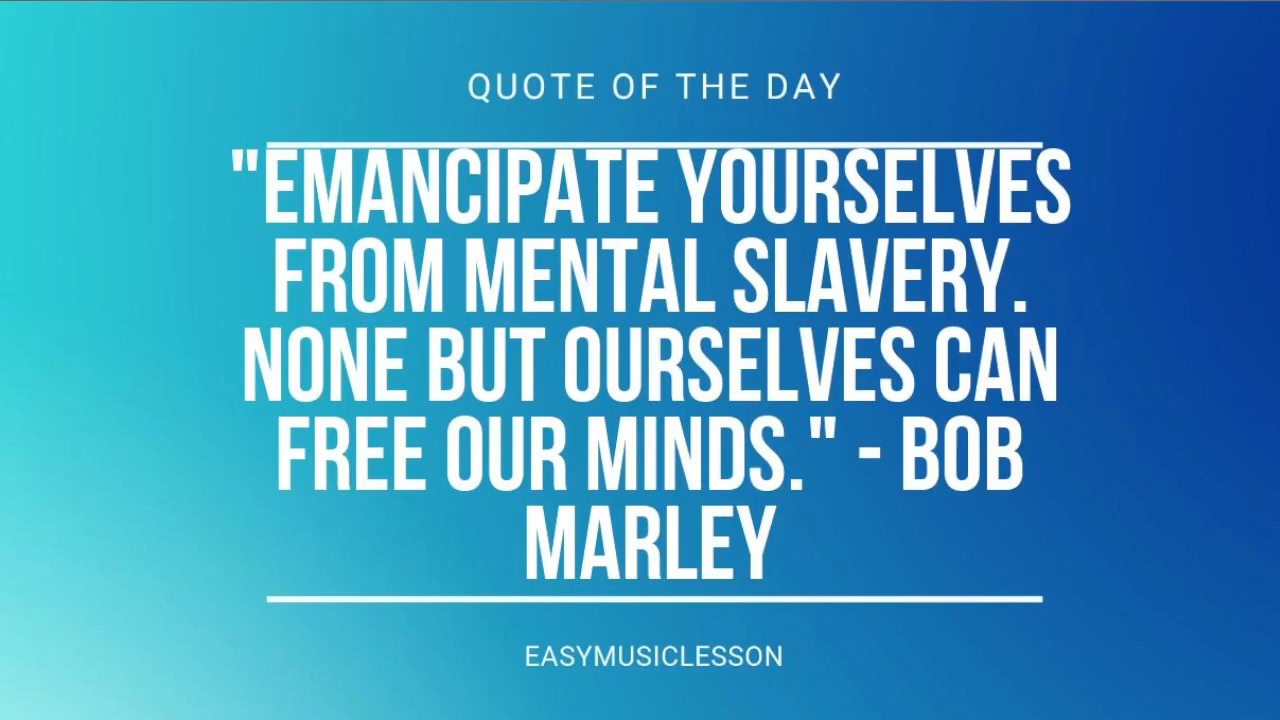 QUOTE OF THE DAY
"EMANCIPATE YOURSELVES
FROM MENTAL SLAVERY.
NONE BUT OURSELVES CAN
FREE OUR MINDS." - BOB
MARLEY
EASYMUSICLESSON